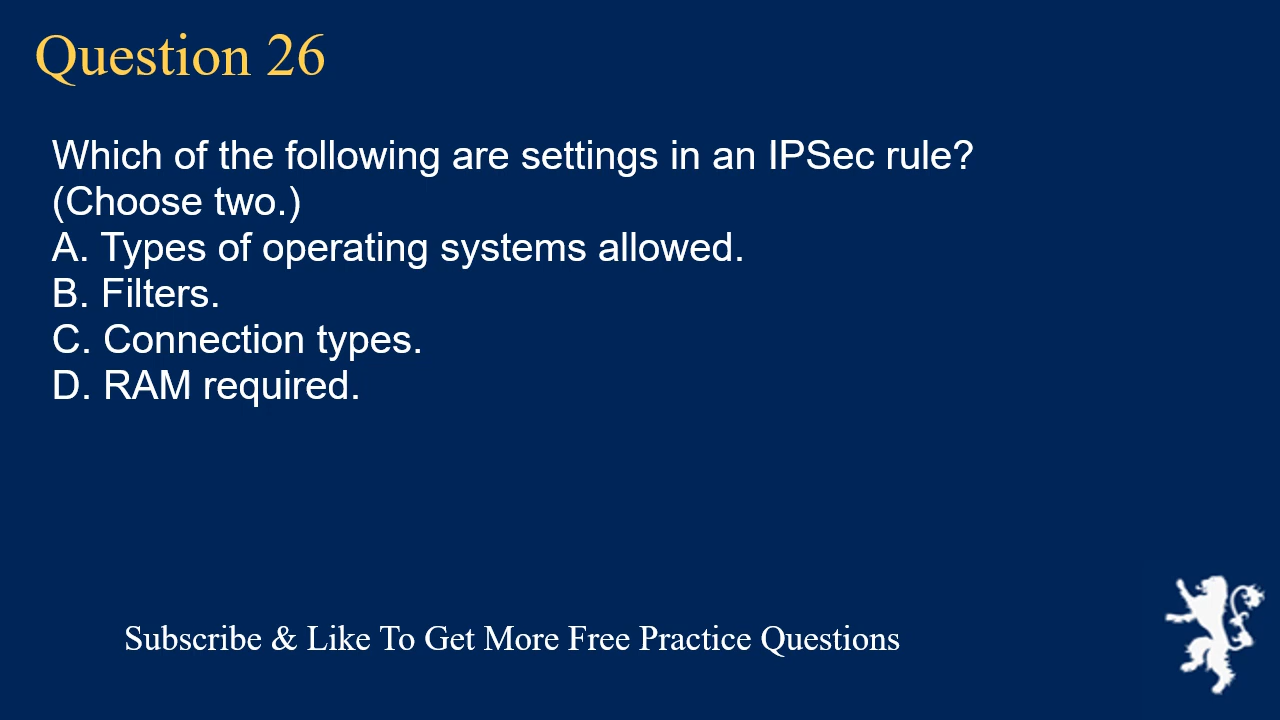 Question 26
Which of the following are settings in an IPSec rule?
(Choose two.)
A. Types of operating systems allowed.
B. Filters.
C. Connection types.
D. RAM required.
Subscribe & Like To Get More Free Practice Questions